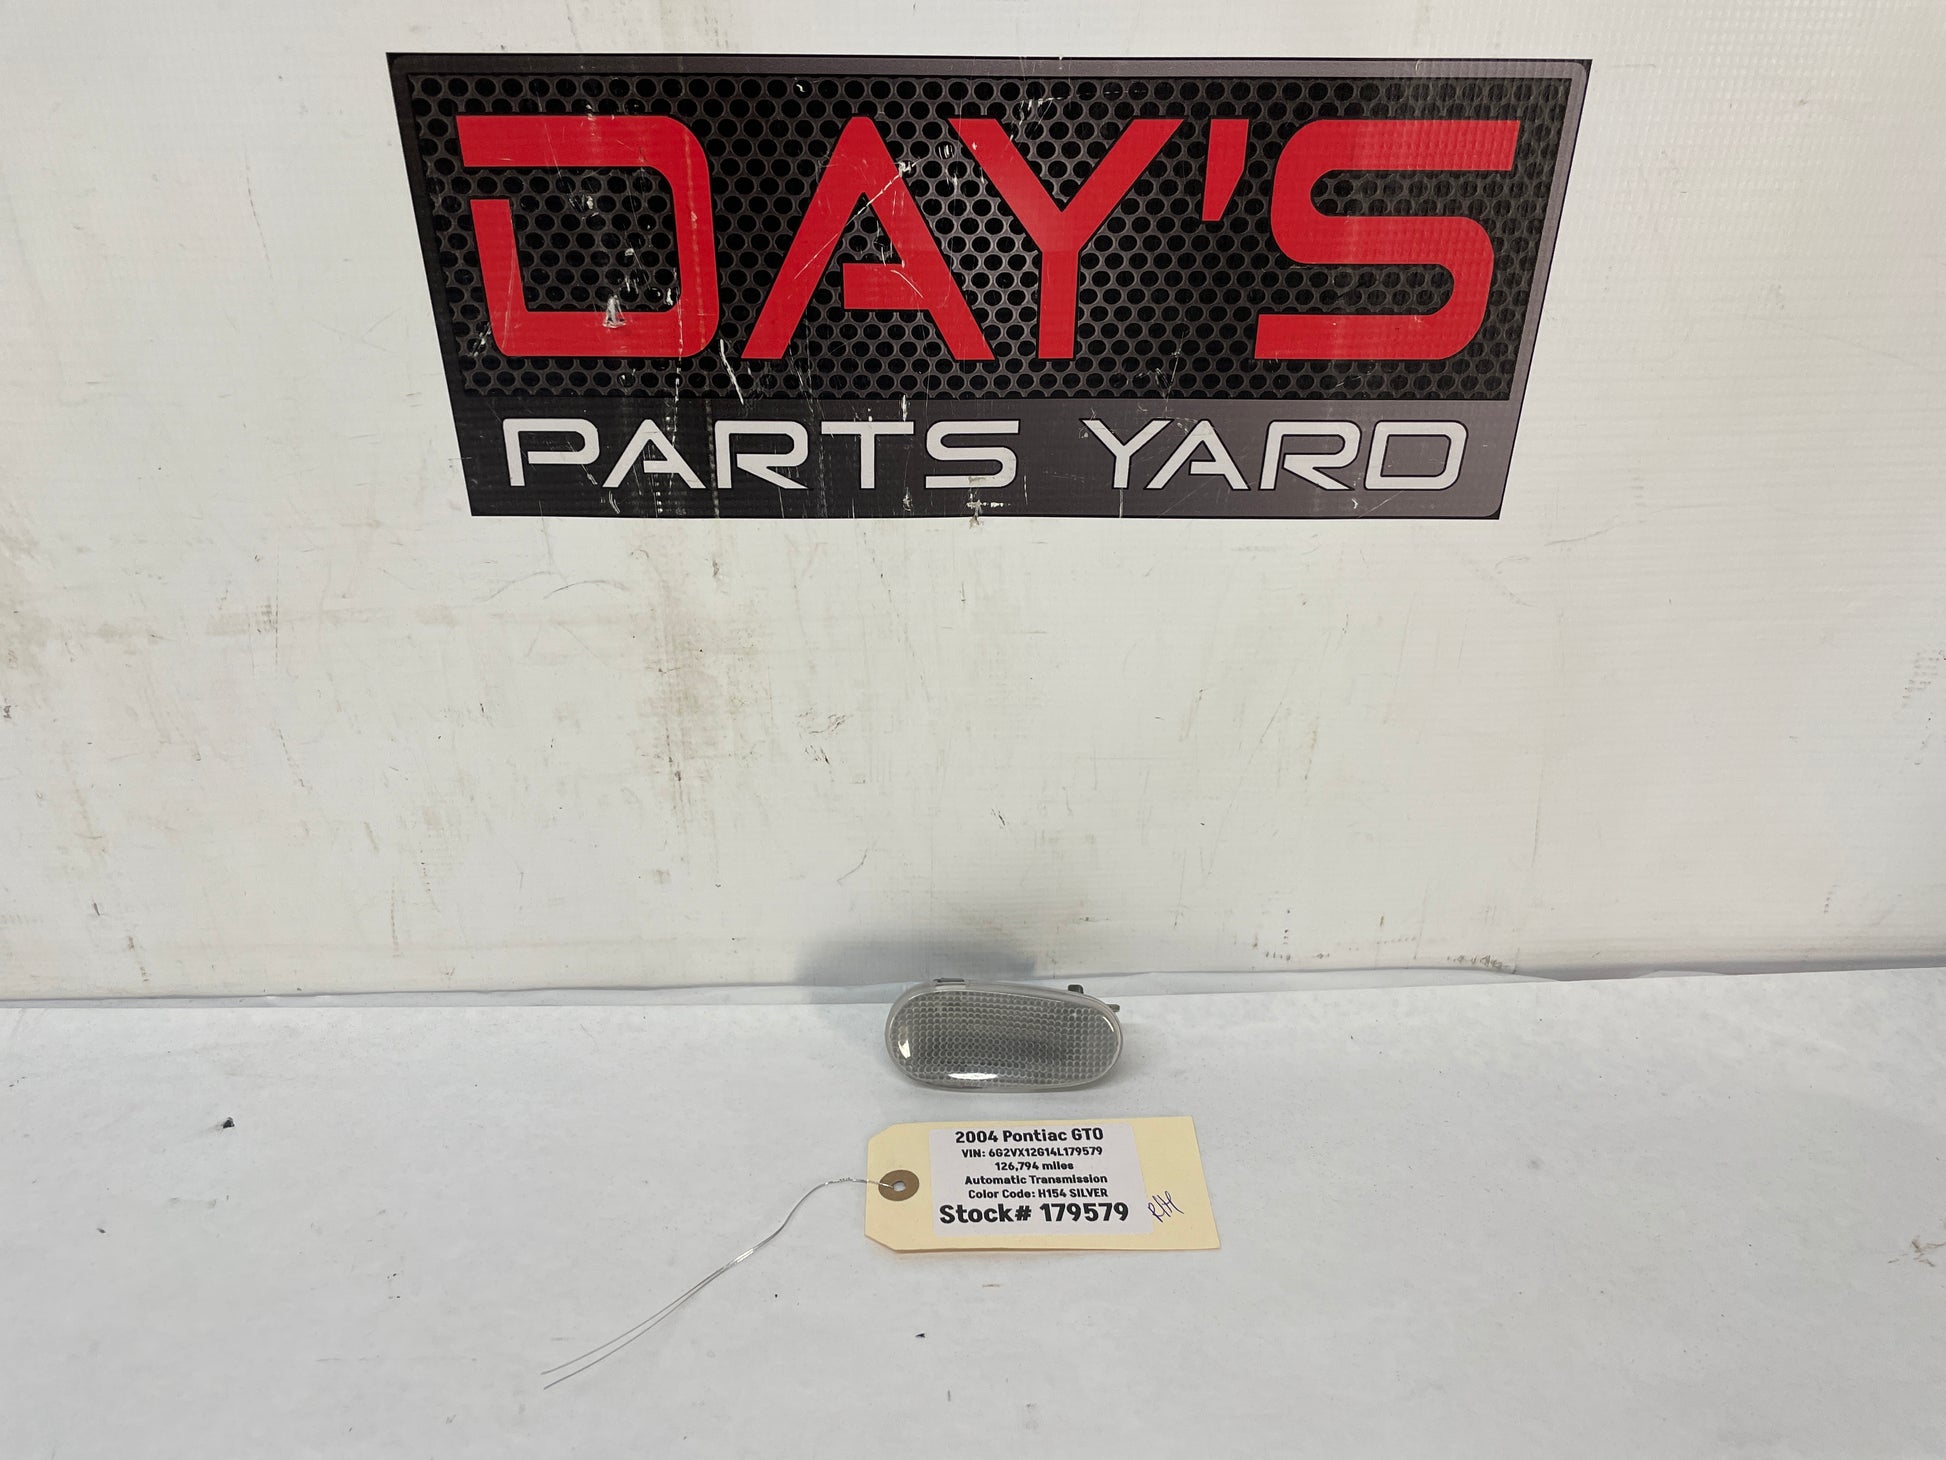 DAY'S
PARTS YARD
2004 Pontiac GTO
VIN: 6G2VX12G14L179579
126,794 miles
Automatic Transmission
Color Code: H154 SILVER
Stock# 179579
RH